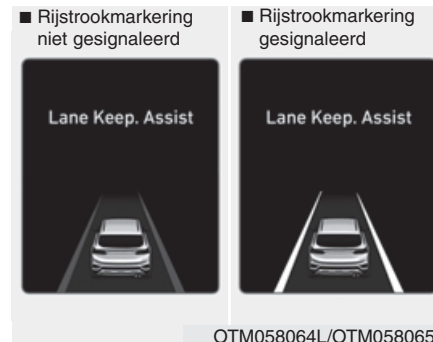 ■ Rijstrookmarkering
niet gesignaleerd
■ Rijstrookmarkering
gesignaleerd
Lane Keep. Assist
Lane Keep. Assist
OTM058064L/OTM058065